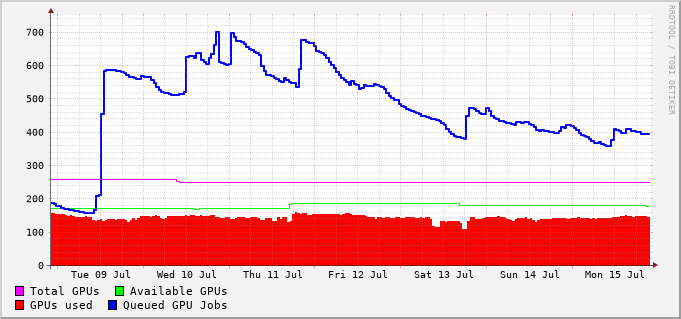 700
600
500
400
300
200
100
0
Tue 09 Jul Wed 10 Jul Thu 11 Jul Fri 12 Jul Sat 13 Jul Sun 14 Jul Mon 15 Jul
Total GPUs Available GPUs
GPUs used Queued GPU Jobs
RRDTOOL / TOBI OETIKER